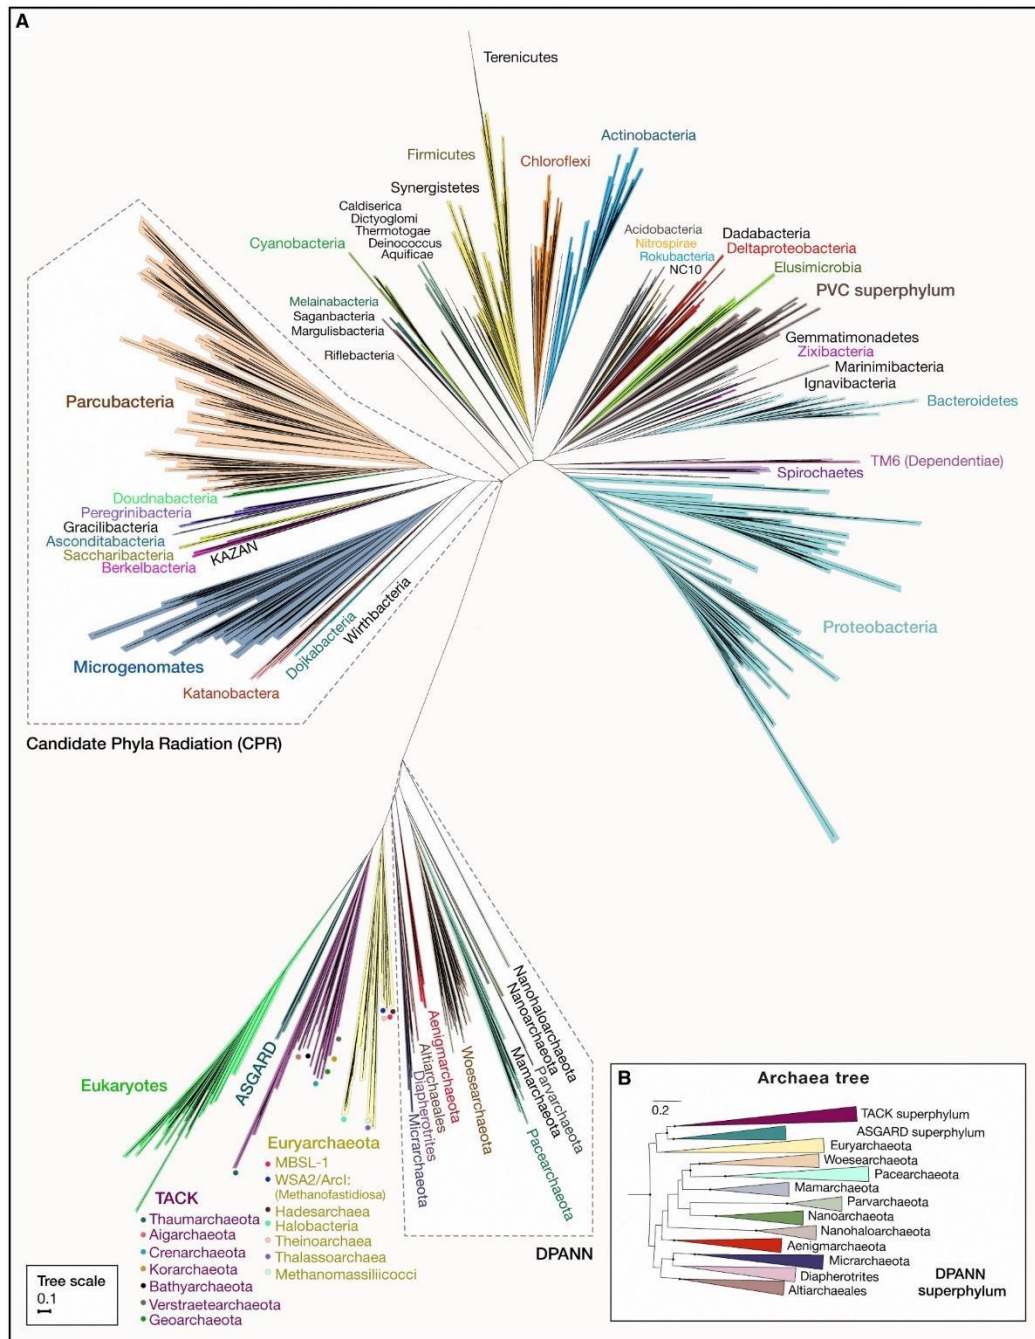 A
Terenicutes
Actinobacteria
Firmicutes
Chloroflexi
Synergistetes
Caldiserica
Dictyoglomi
Thermotogae
Deinococcus
Aquificae
Cyanobacteria
Acidobacteria
Nitrospirae
Rokubacteria
NC10
Dadabacteria
Deltaproteobacteria
Elusimicrobia
PVC superphylum
Melainabacteria
Saganbacteria
Margulisbacteria
Riflebacteria
Gemmatimonadetes
Zixibacteria
Marinimibacteria
Ignavibacteria
Bacteroidetes
Parcubacteria
TM6 (Dependentiae)
Spirochaetes
Doudnabacteria
Peregrinibacteria
Gracilibacteria
Asconditabacteria
Saccharibacteria
Berkelbacteria
KAZAN
Proteobacteria
Microgenomates
Katanobactera
Dojkabacteria
Wirthbacteria
Candidate Phyla Radiation (CPR)
Eukaryotes
ASGARD
Nanohaloarchaeota
Nanoarchaeota
Parvarchaeota
Mamarchaeota
Pacearchaeota
Woesearchaeota
Aenigmarchaeota
Altiarchaeales
Diapherotrites
Micrarchaeota
DPANN
Euryarchaeota
MBSL-1
WSA2/Arcl:
(Methanofastidiosa)
Hadesarchaea
Halobacteria
Theinoarchaea
Thalassoarchaea
Methanomassiliicocci
TACK
Thaumarchaeota
Aigarchaeota
Crenarchaeota
Korarchaeota
Bathyarchaeota
Verstraetearchaeota
Geoarchaeota
Tree scale
0.1
B
Archaea tree
0.2
TACK superphylum
ASGARD superphylum
Euryarchaeota
Woesearchaeota
Pacearchaeota
Mamarchaeota
Parvarchaeota
Nanoarchaeota
Nanohaloarchaeota
Aenigmarchaeota
Micrarchaeota
Diapherotrites
Altiarchaeales
DPANN
superphylum